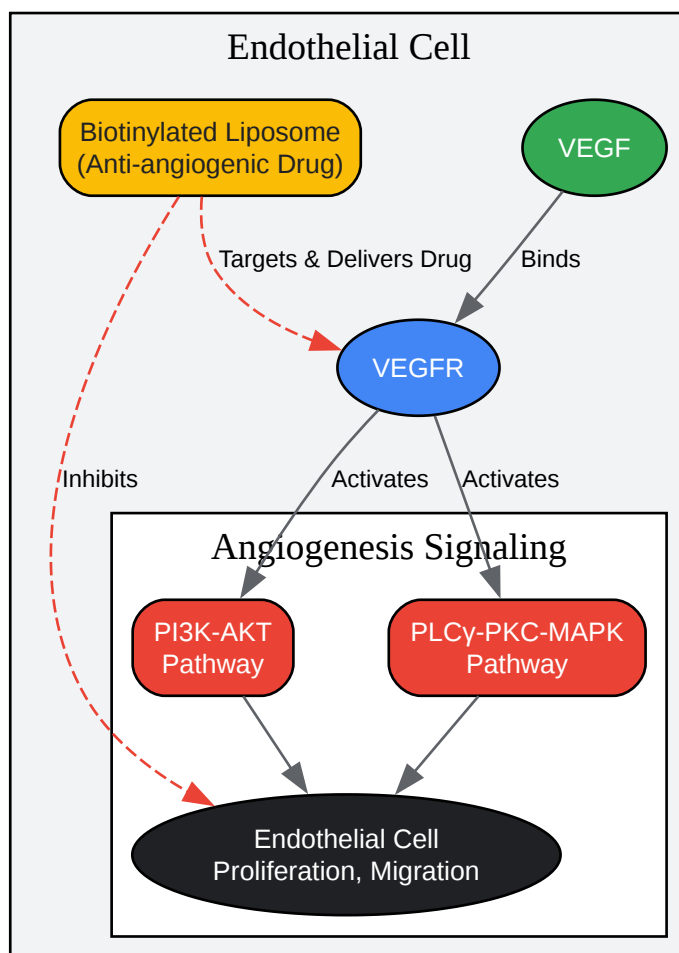 Endothelial Cell
Biotinylated Liposome
(Anti-angiogenic Drug)
VEGF
Targets & Delivers Drug
Binds
VEGFR
Inhibits
Activates
Activates
Angiogenesis Signaling
PI3K-AKT
Pathway
PLCγ-PKC-MAPK
Pathway
Endothelial Cell
Proliferation, Migration